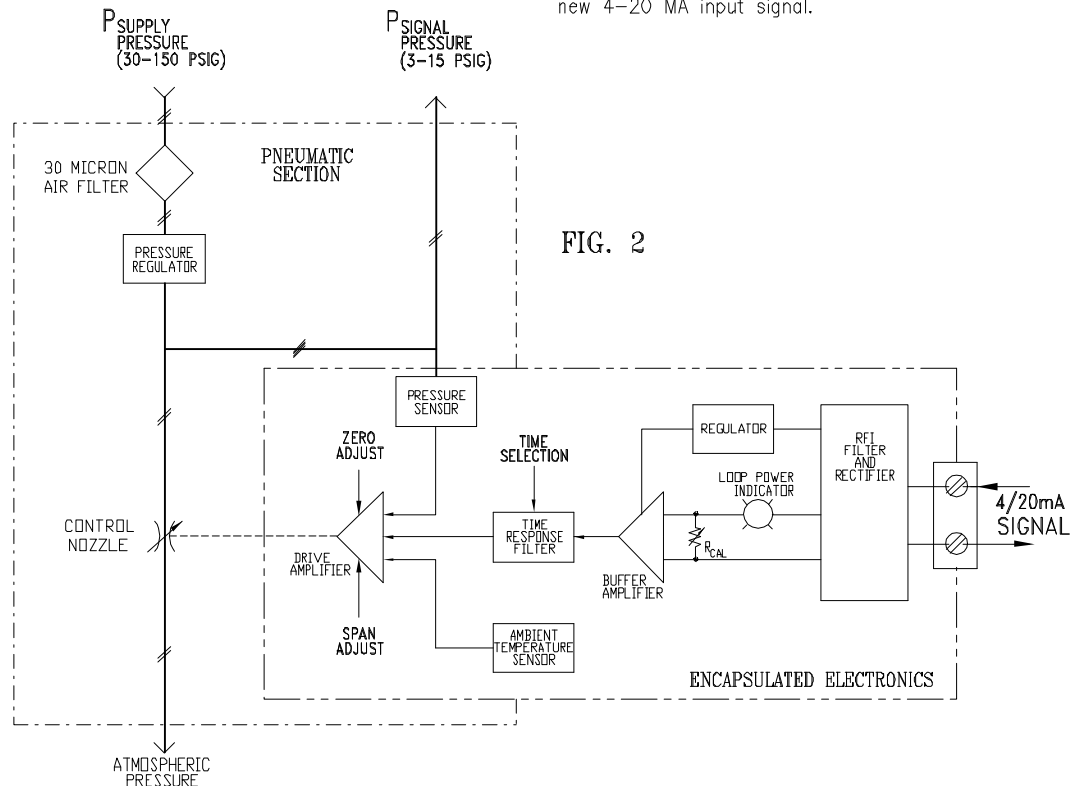 new 4-20 MA input signal.
PSUPPLY
PRESSURE
(30-150 PSIG)
PSIGNAL
PRESSURE
(3-15 PSIG)
30 MICRON
AIR FILTER
PNEUMATIC
SECTION
PRESSURE
REGULATOR
FIG. 2
PRESSURE
SENSOR
ZERO
ADJUST
TIME
SELECTION
REGULATOR
RFI
FILTER
AND
RECTIFIER
LOOP POWER
INDICATOR
4/20mA
SIGNAL
CONTROL
NOZZLE
DRIVE
AMPLIFIER
TIME
RESPONSE
FILTER
RCAL
BUFFER
AMPLIFIER
SPAN
ADJUST
AMBIENT
TEMPERATURE
SENSOR
ENCAPSULATED ELECTRONICS
ATMOSPHERIC
PRESSURE